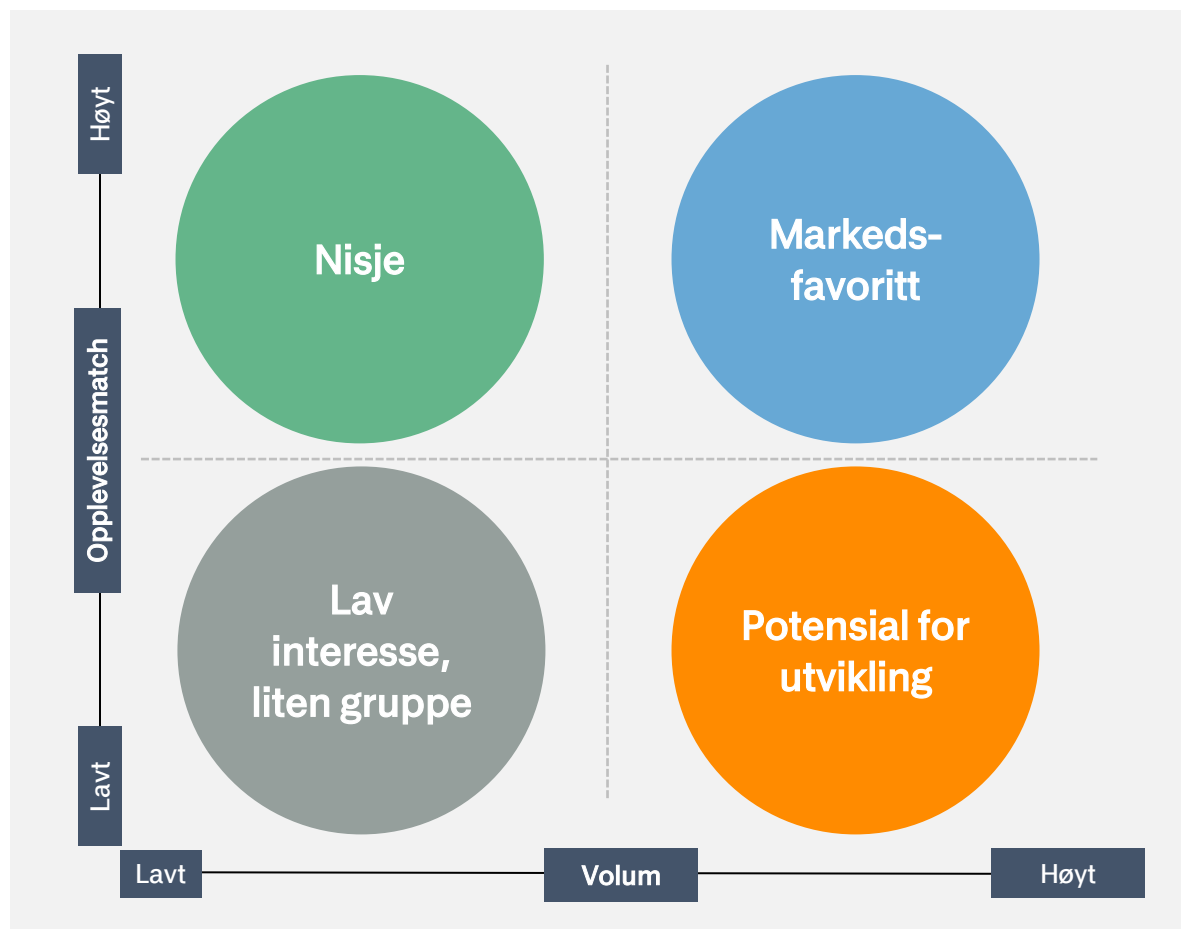 Høyt
Nisje
Markeds-
favoritt
Opplevelsesmatch
Lav
interesse,
liten gruppe
Potensial for
utvikling
Lavt
Lavt
Volum
Høyt